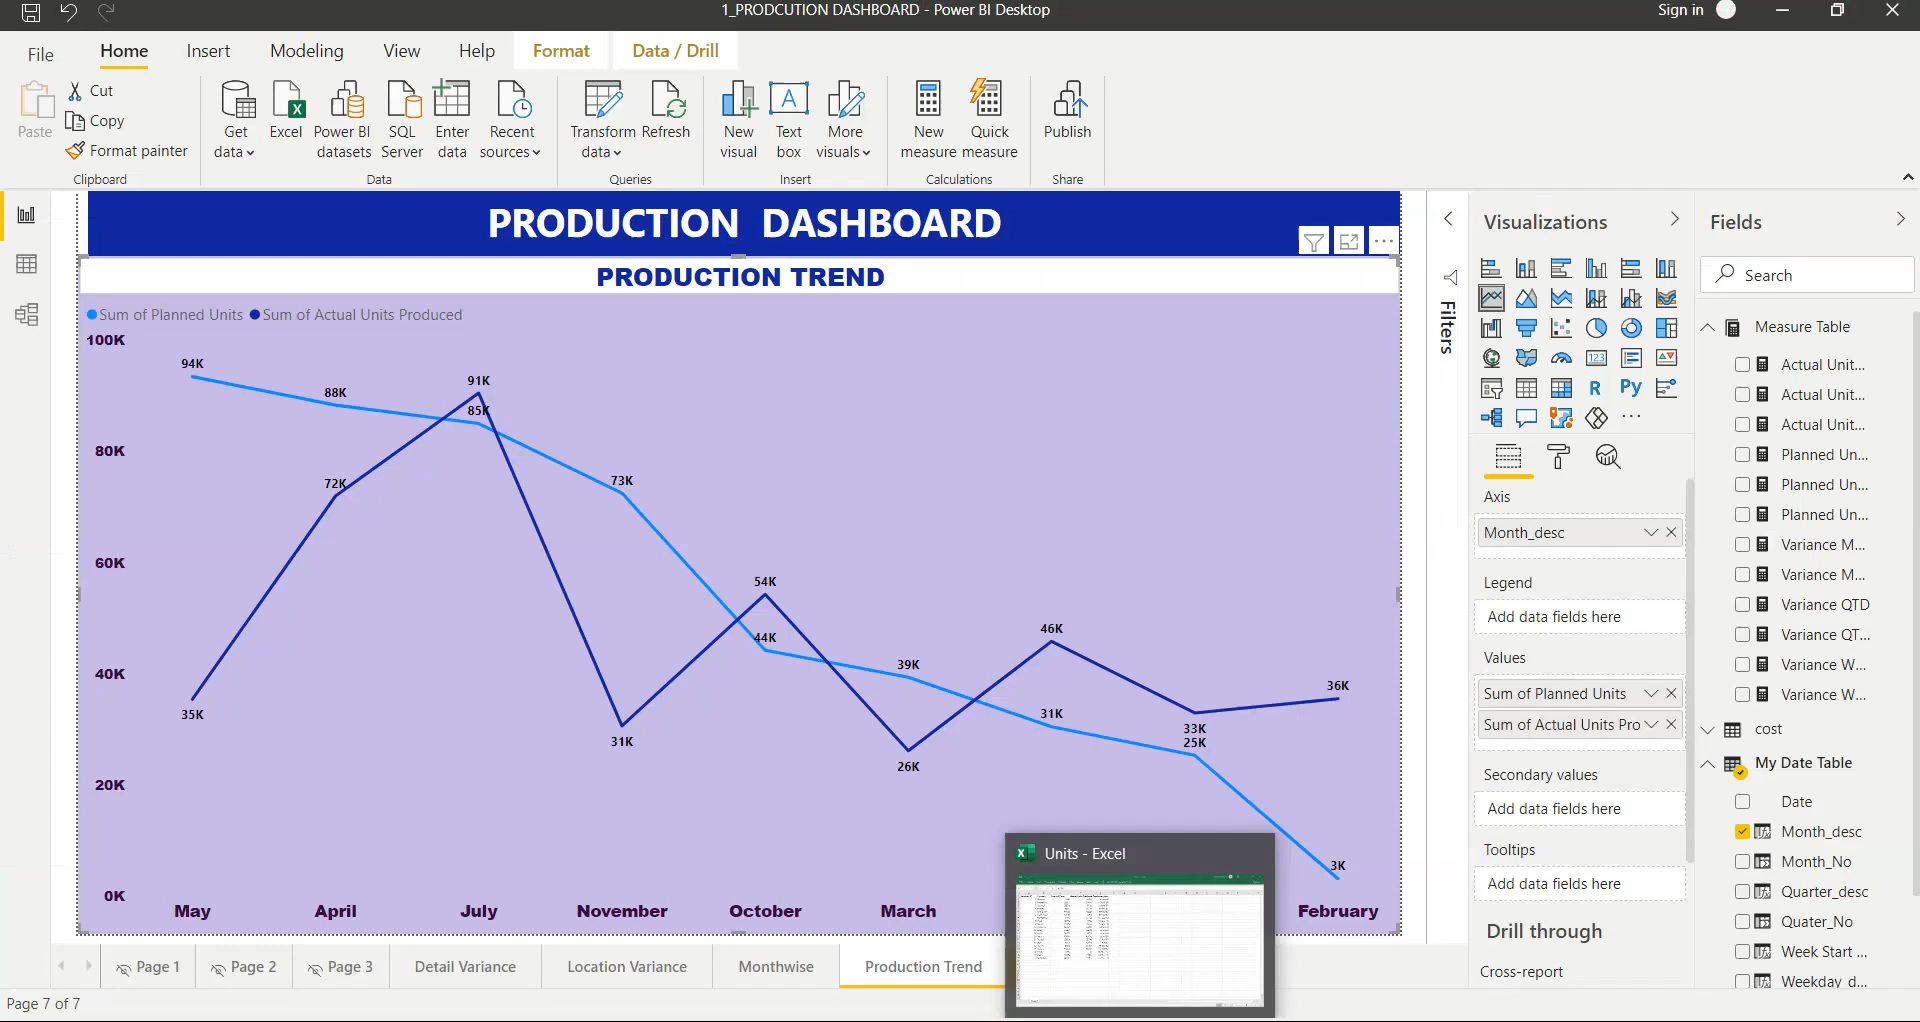 1_PRODCUTION DASHBOARD - Power BI Desktop
Sign in
File
Home
Insert
Modeling
View
Help
Format
Data / Drill
Paste
Cut
Copy
Format painter
Clipboard
Get data
Excel
Power BI datasets
SQL Server
Enter data
Recent sources
Data
Transform data
Refresh
Queries
New visual
Text box
More visuals
Insert
New measure
Quick measure
Calculations
Publish
Share
PRODUCTION DASHBOARD
PRODUCTION TREND
Sum of Planned Units
Sum of Actual Units Produced
100K
80K
60K
40K
20K
0K
94K
88K
91K
85K
72K
73K
54K
44K
39K
46K
36K
35K
31K
26K
31K
33K
25K
3K
May
April
July
November
October
March
February
Units - Excel
Page 1
Page 2
Page 3
Detail Variance
Location Variance
Monthwise
Production Trend
Page 7 of 7
Filters
Visualizations
123
R
Py
Axis
Month_desc
Legend
Add data fields here
Values
Sum of Planned Units
Sum of Actual Units Pro
Secondary values
Add data fields here
Tooltips
Add data fields here
Drill through
Cross-report
Fields
Search
Measure Table
Actual Unit...
Actual Unit...
Actual Unit...
Planned Un...
Planned Un...
Planned Un...
Variance M...
Variance M...
Variance QTD
Variance QT...
Variance W...
Variance W...
cost
My Date Table
Date
Month_desc
Month_No
Quarter_desc
Quater_No
Week Start ...
Weekday_d...